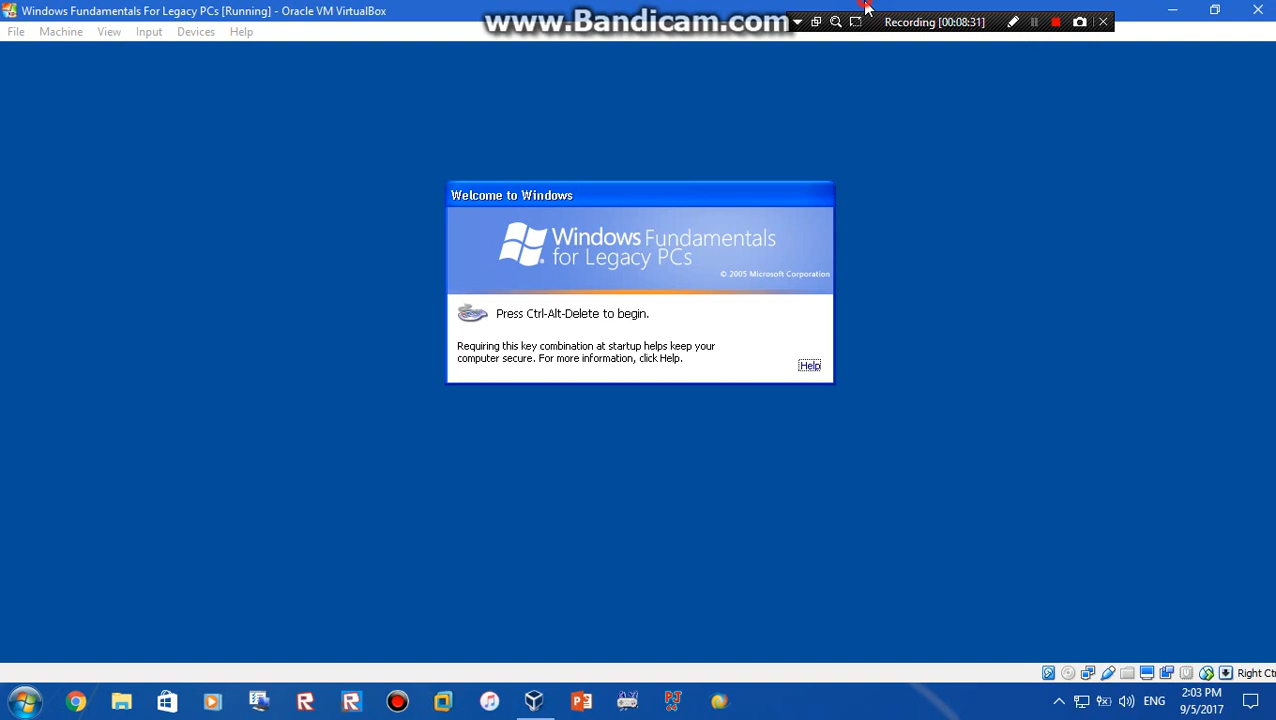 Windows Fundamentals For Legacy PCs [Running] - Oracle VM VirtualBox
www.Bandicam.com
Recording [00:08:31]
File Machine View Input Devices Help
Welcome to Windows
Windows Fundamentals
for Legacy PCs
© 2005 Microsoft Corporation
Press Ctrl-Alt-Delete to begin.
Requiring this key combination at startup helps keep your
computer secure. For more information, click Help.
Help
Right Ct
ENG
2:03 PM
9/5/2017